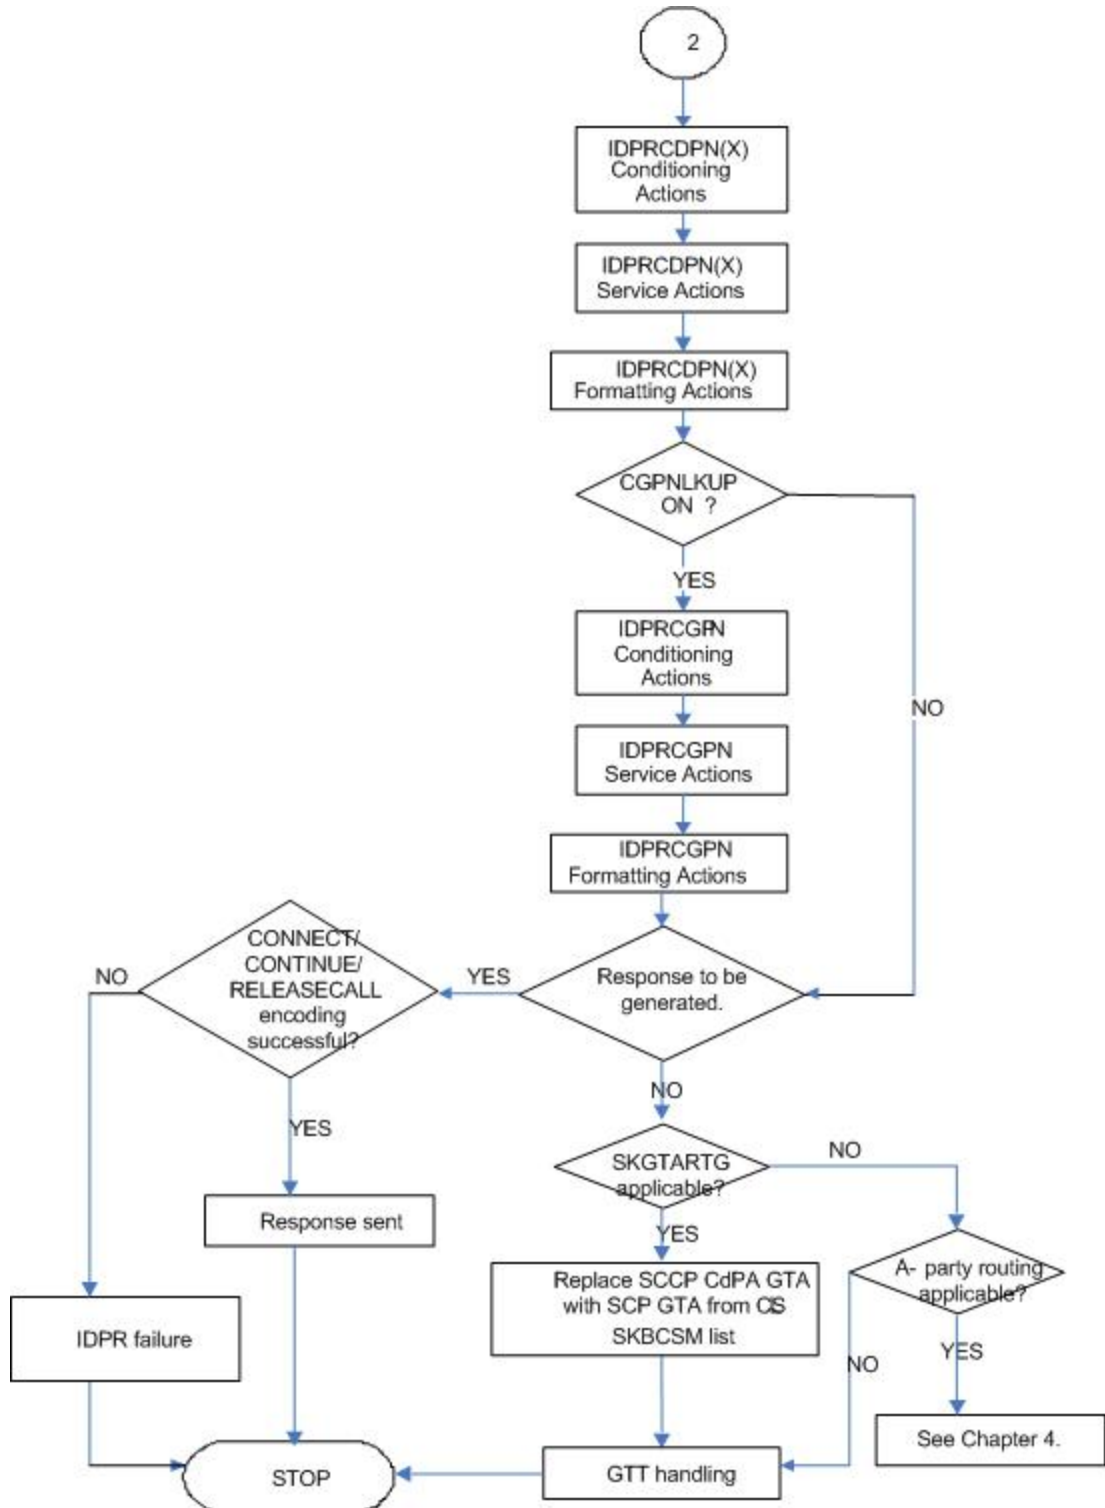 2
IDPRCDPN(X)
Conditioning
Actions
IDPRCDPN(X)
Service Actions
IDPRCDPN(X)
Formatting Actions
CGPNLKUP
ON ?
YES
NO
IDPRCGPN
Conditioning
Actions
IDPRCGPN
Service Actions
IDPRCGPN
Formatting Actions
Response to be
generated.
YES
NO
CONNECT/
CONTINUE/
RELEASECALL
encoding
successful?
NO
YES
Response sent
IDPR failure
SKGTARTG
applicable?
NO
YES
Replace SCCP CdPA GTA
with SCP GTA from CIS
SKBCSM list
A- party routing
applicable?
NO
YES
See Chapter 4.
GTT handling
STOP